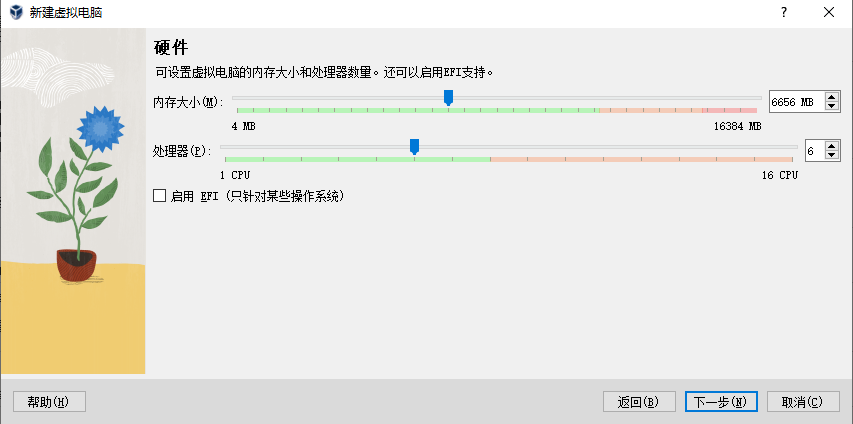 新建虚拟电脑
硬件
可设置虚拟电脑的内存大小和处理器数量。还可以启用EFI支持。
内存大小(M): 6656 MB
4 MB 16384 MB
处理器(P): 6
1 CPU 16 CPU
启用 EFI (只针对某些操作系统)
帮助(H) 返回(B) 下一步(N) 取消(C)